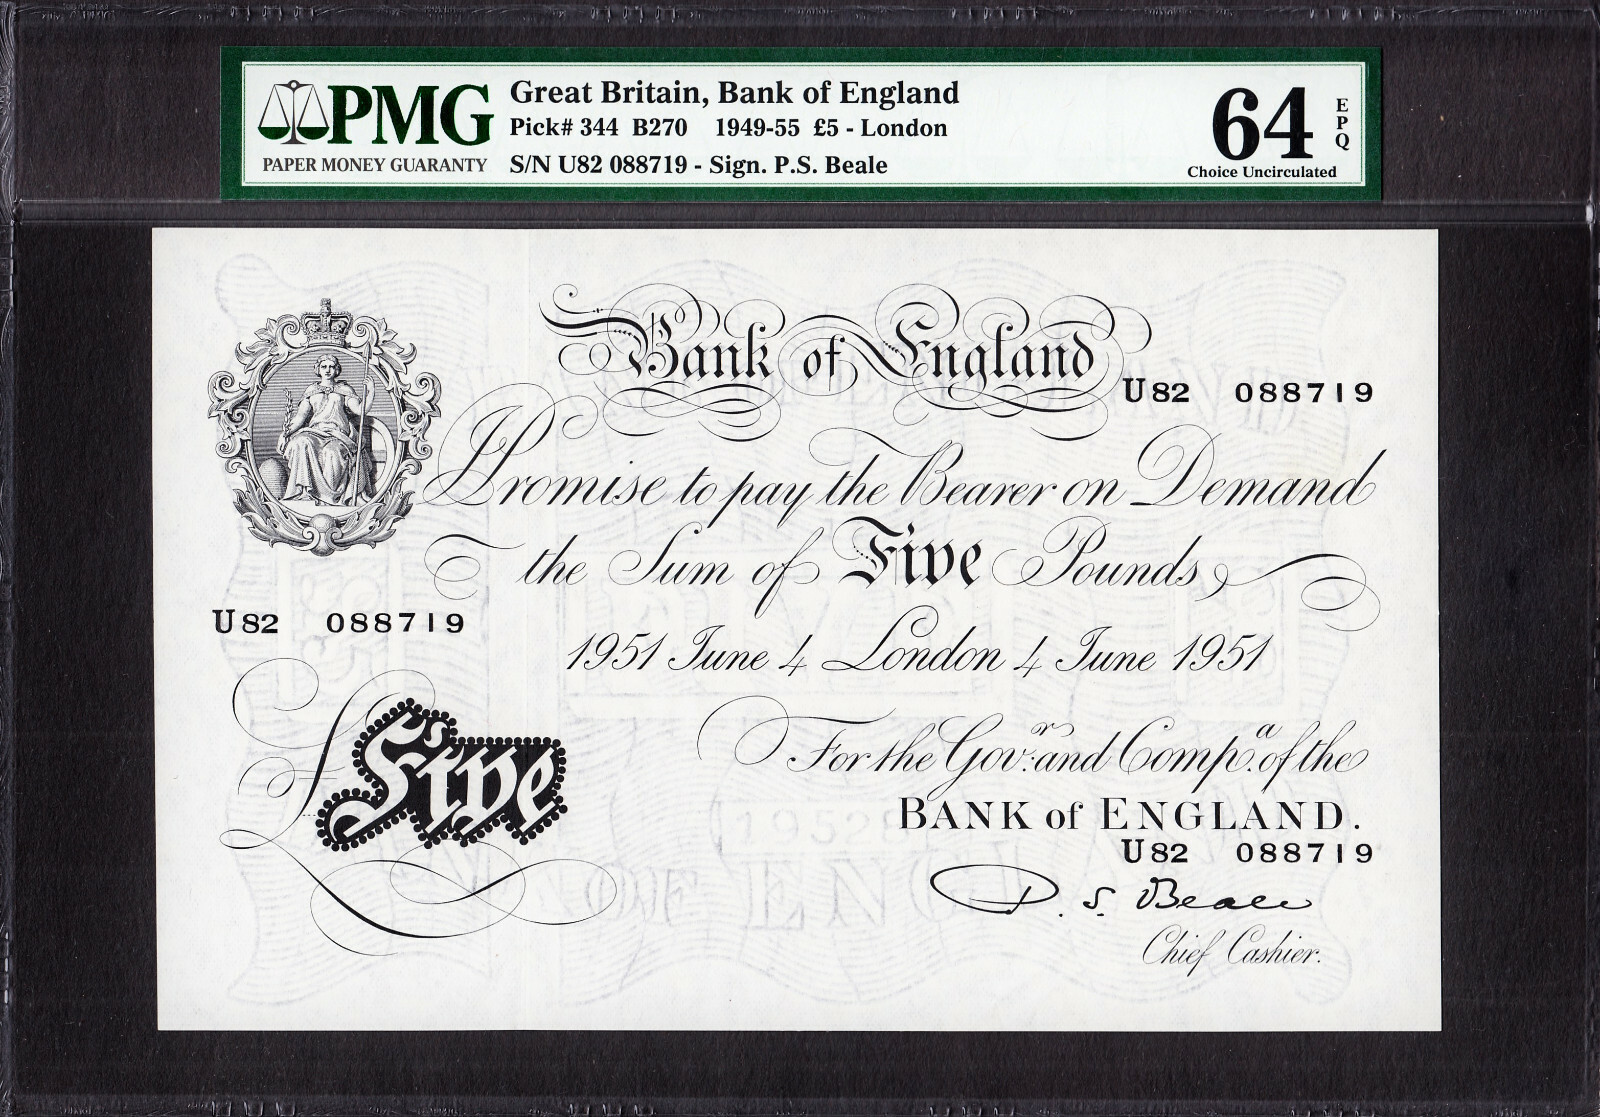 PMG
PAPER MONEY GUARANTY
Great Britain, Bank of England
Pick# 344 B270 1949-55 £5 - London
S/N U82 088719 - Sign. P.S. Beale
64 EPQ
Choice Uncirculated
Bank of England
U82 088719
I Promise to pay the Bearer on Demand
the Sum of Five Pounds
U82 088719
1951 June 4 London 4 June 1951
£Five
For the Govr. and Compa. of the
BANK of ENGLAND.
U82 088719
P. S. Beale
Chief Cashier.